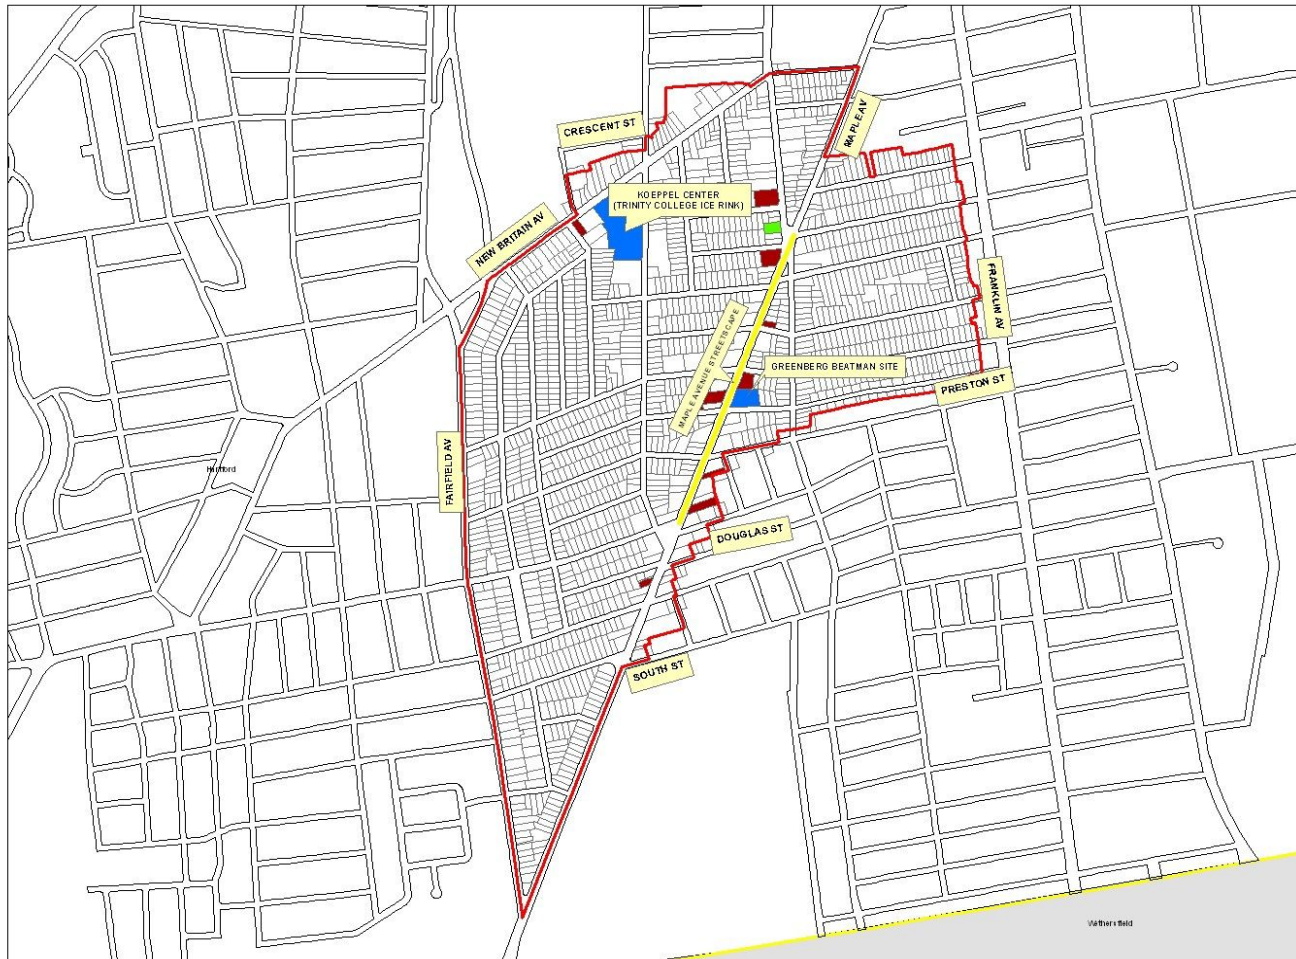 CRESCENT ST
MAPLE AV
KOEPPEL CENTER
(TRINITY COLLEGE ICE RINK)
NEW BRITAIN AV
FRANKLIN AV
MAPLE AVENUE STREETSCAPE
GREENBERG BEATMAN SITE
PRESTON ST
FAIRFIELD AV
Hartford
DOUGLAS ST
SOUTH ST
Wethersfield